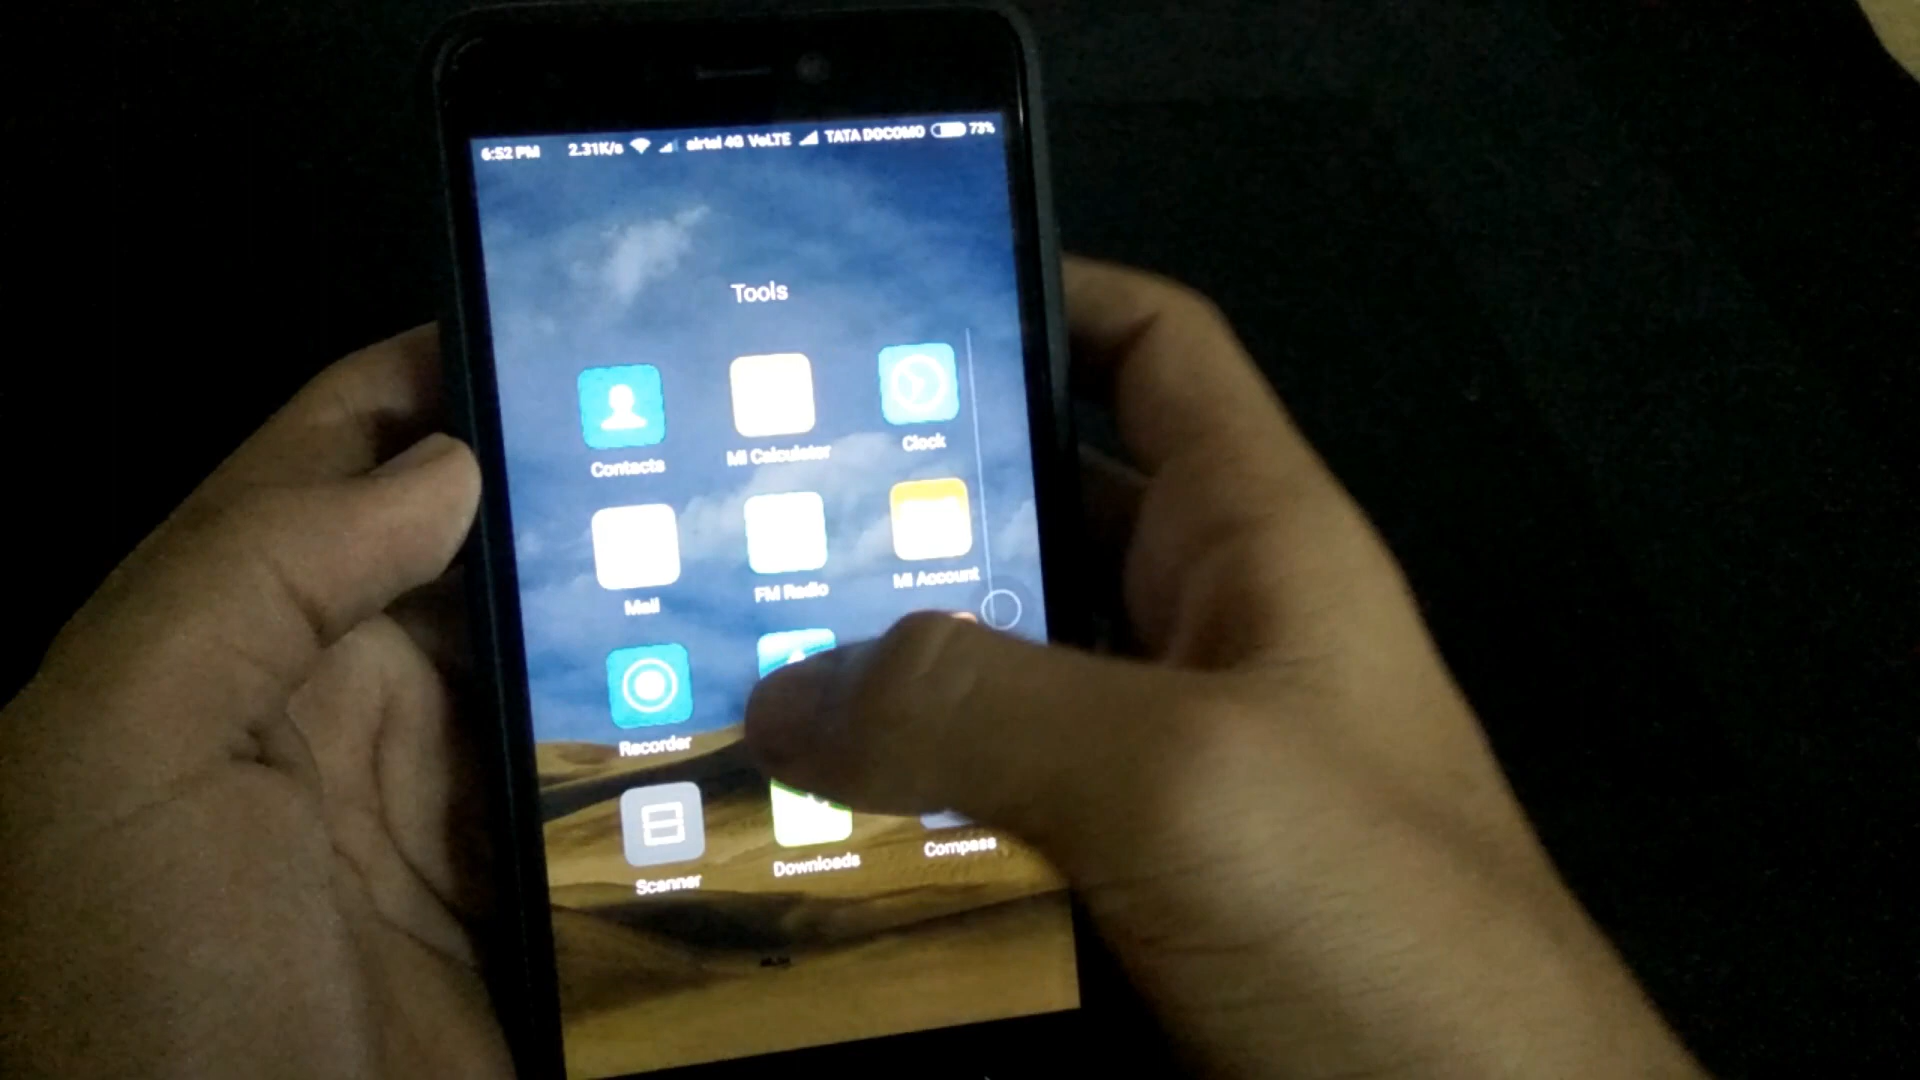 6:52 PM 2.31K/s airtel 4G VoLTE TATA DOCOMO 73%
Tools
Contacts Mi Calculator Clock
Mail FM Radio Mi Account
Recorder
Scanner Downloads Compass